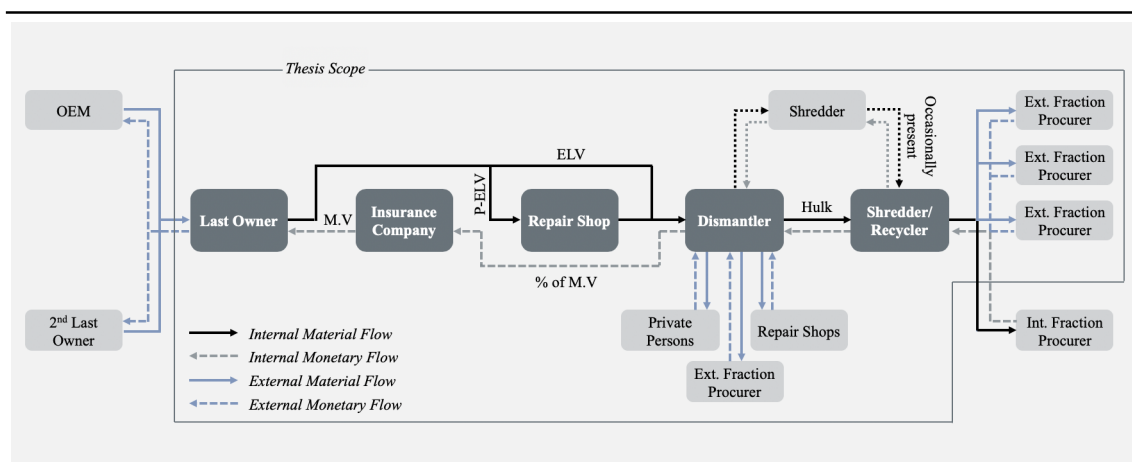 Thesis Scope
OEM
Shredder
Occasionally
present
Ext. Fraction
Procurer
Ext. Fraction
Procurer
ELV
P-ELV
Last Owner
M.V
Insurance
Company
Repair Shop
Dismantler
Hulk
Shredder/
Recycler
Ext. Fraction
Procurer
% of M.V
2nd Last
Owner
Private
Persons
Repair Shops
Int. Fraction
Procurer
Ext. Fraction
Procurer
Internal Material Flow
Internal Monetary Flow
External Material Flow
External Monetary Flow